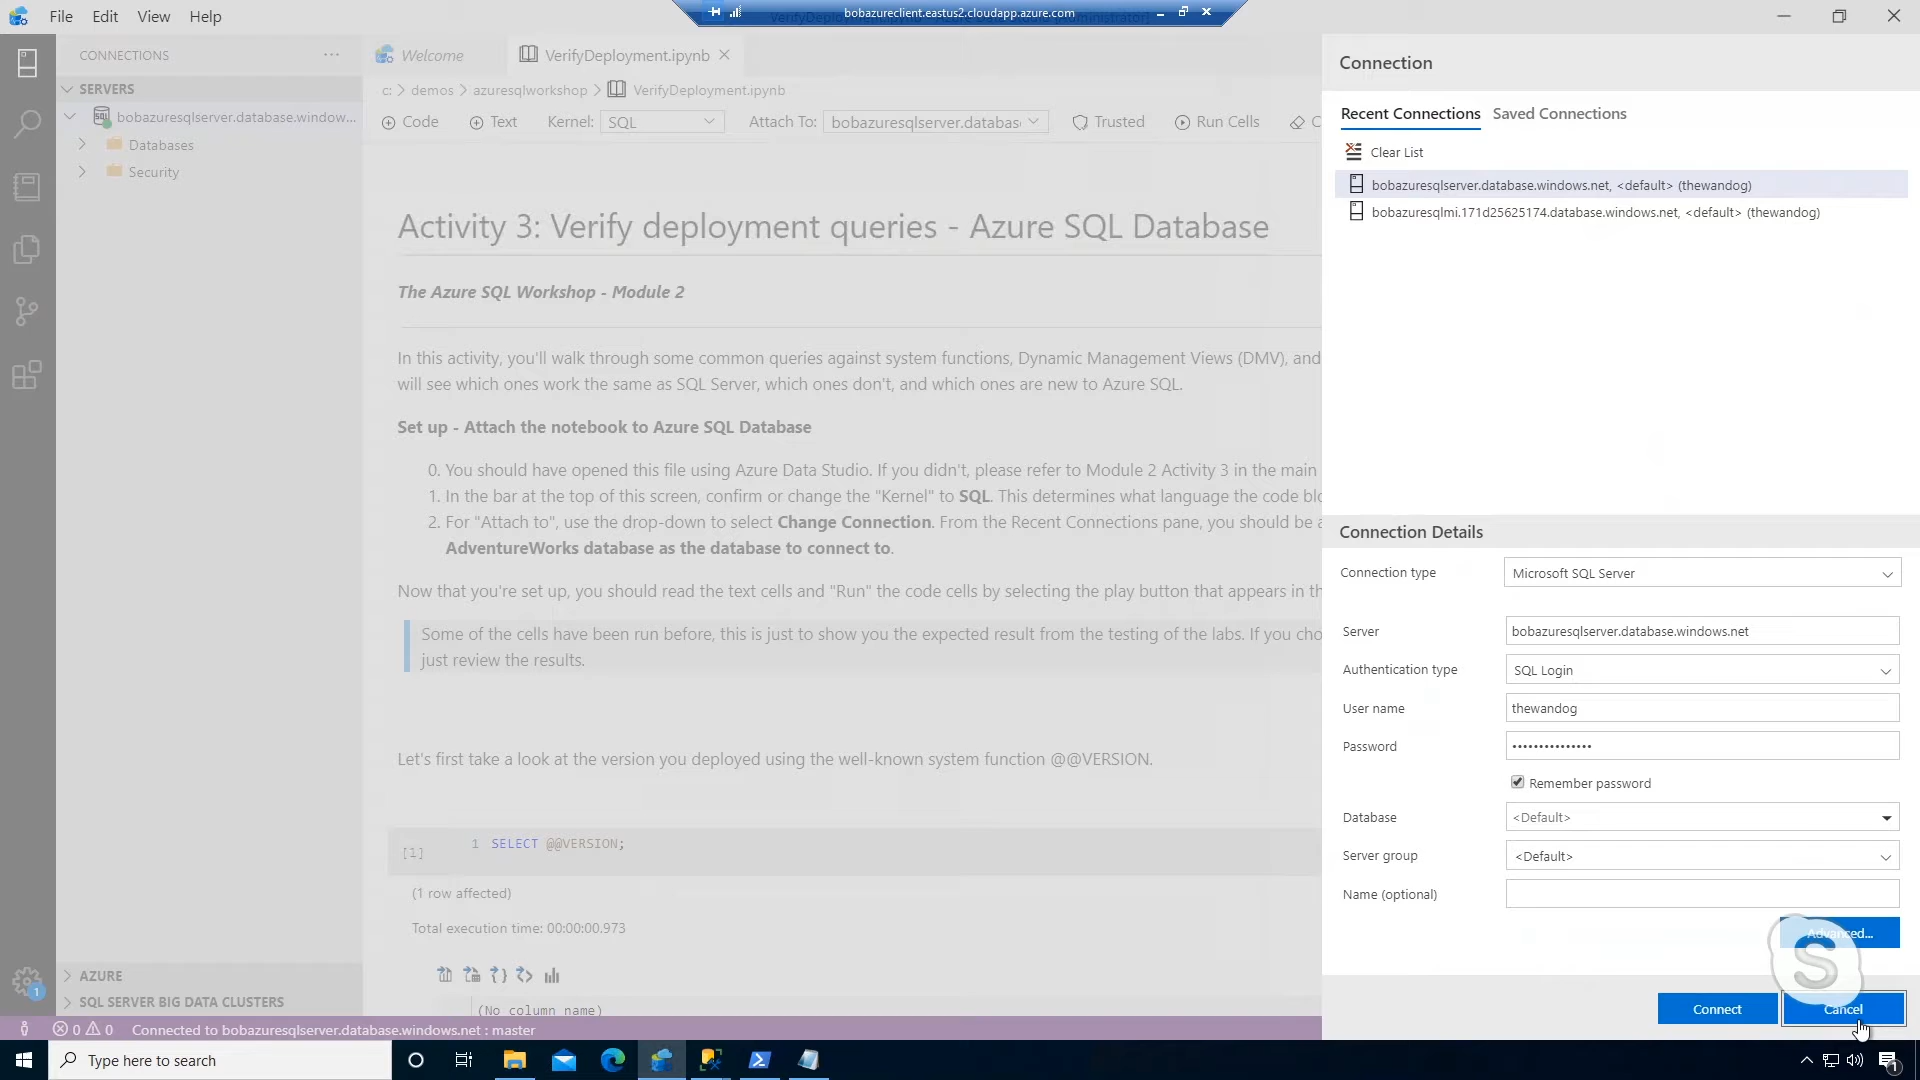 File Edit View Help
bobazureclient.eastus2.cloudapp.azure.com
CONNECTIONS
SERVERS
bobazuresqlserver.database.window...
Databases
Security
AZURE
SQL SERVER BIG DATA CLUSTERS
Welcome
VerifyDeployment.ipynb
c: > demos > azuresqlworkshop > VerifyDeployment.ipynb
Code Text Kernel: SQL Attach To: bobazuresqlserver.databas Trusted Run Cells C
Activity 3: Verify deployment queries - Azure SQL Database
The Azure SQL Workshop - Module 2
In this activity, you'll walk through some common queries against system functions, Dynamic Management Views (DMV), and
will see which ones work the same as SQL Server, which ones don't, and which ones are new to Azure SQL.
Set up - Attach the notebook to Azure SQL Database
0. You should have opened this file using Azure Data Studio. If you didn't, please refer to Module 2 Activity 3 in the main
1. In the bar at the top of this screen, confirm or change the "Kernel" to SQL. This determines what language the code blo
2. For "Attach to", use the drop-down to select Change Connection. From the Recent Connections pane, you should be a
AdventureWorks database as the database to connect to.
Now that you're set up, you should read the text cells and "Run" the code cells by selecting the play button that appears in th
Some of the cells have been run before, this is just to show you the expected result from the testing of the labs. If you cho
just review the results.
Let's first take a look at the version you deployed using the well-known system function @@VERSION.
[1]
1 SELECT @@VERSION;
(1 row affected)
Total execution time: 00:00:00.973
(No column name)
Connection
Recent Connections Saved Connections
Clear List
bobazuresqlserver.database.windows.net, <default> (thewandog)
bobazuresqlmi.171d25625174.database.windows.net, <default> (thewandog)
Connection Details
Connection type Microsoft SQL Server
Server bobazuresqlserver.database.windows.net
Authentication type SQL Login
User name thewandog
Password •••••••••••••••
Remember password
Database <Default>
Server group <Default>
Name (optional)
Advanced...
Connect Cancel
1
0 0 Connected to bobazuresqlserver.database.windows.net : master
Type here to search
1